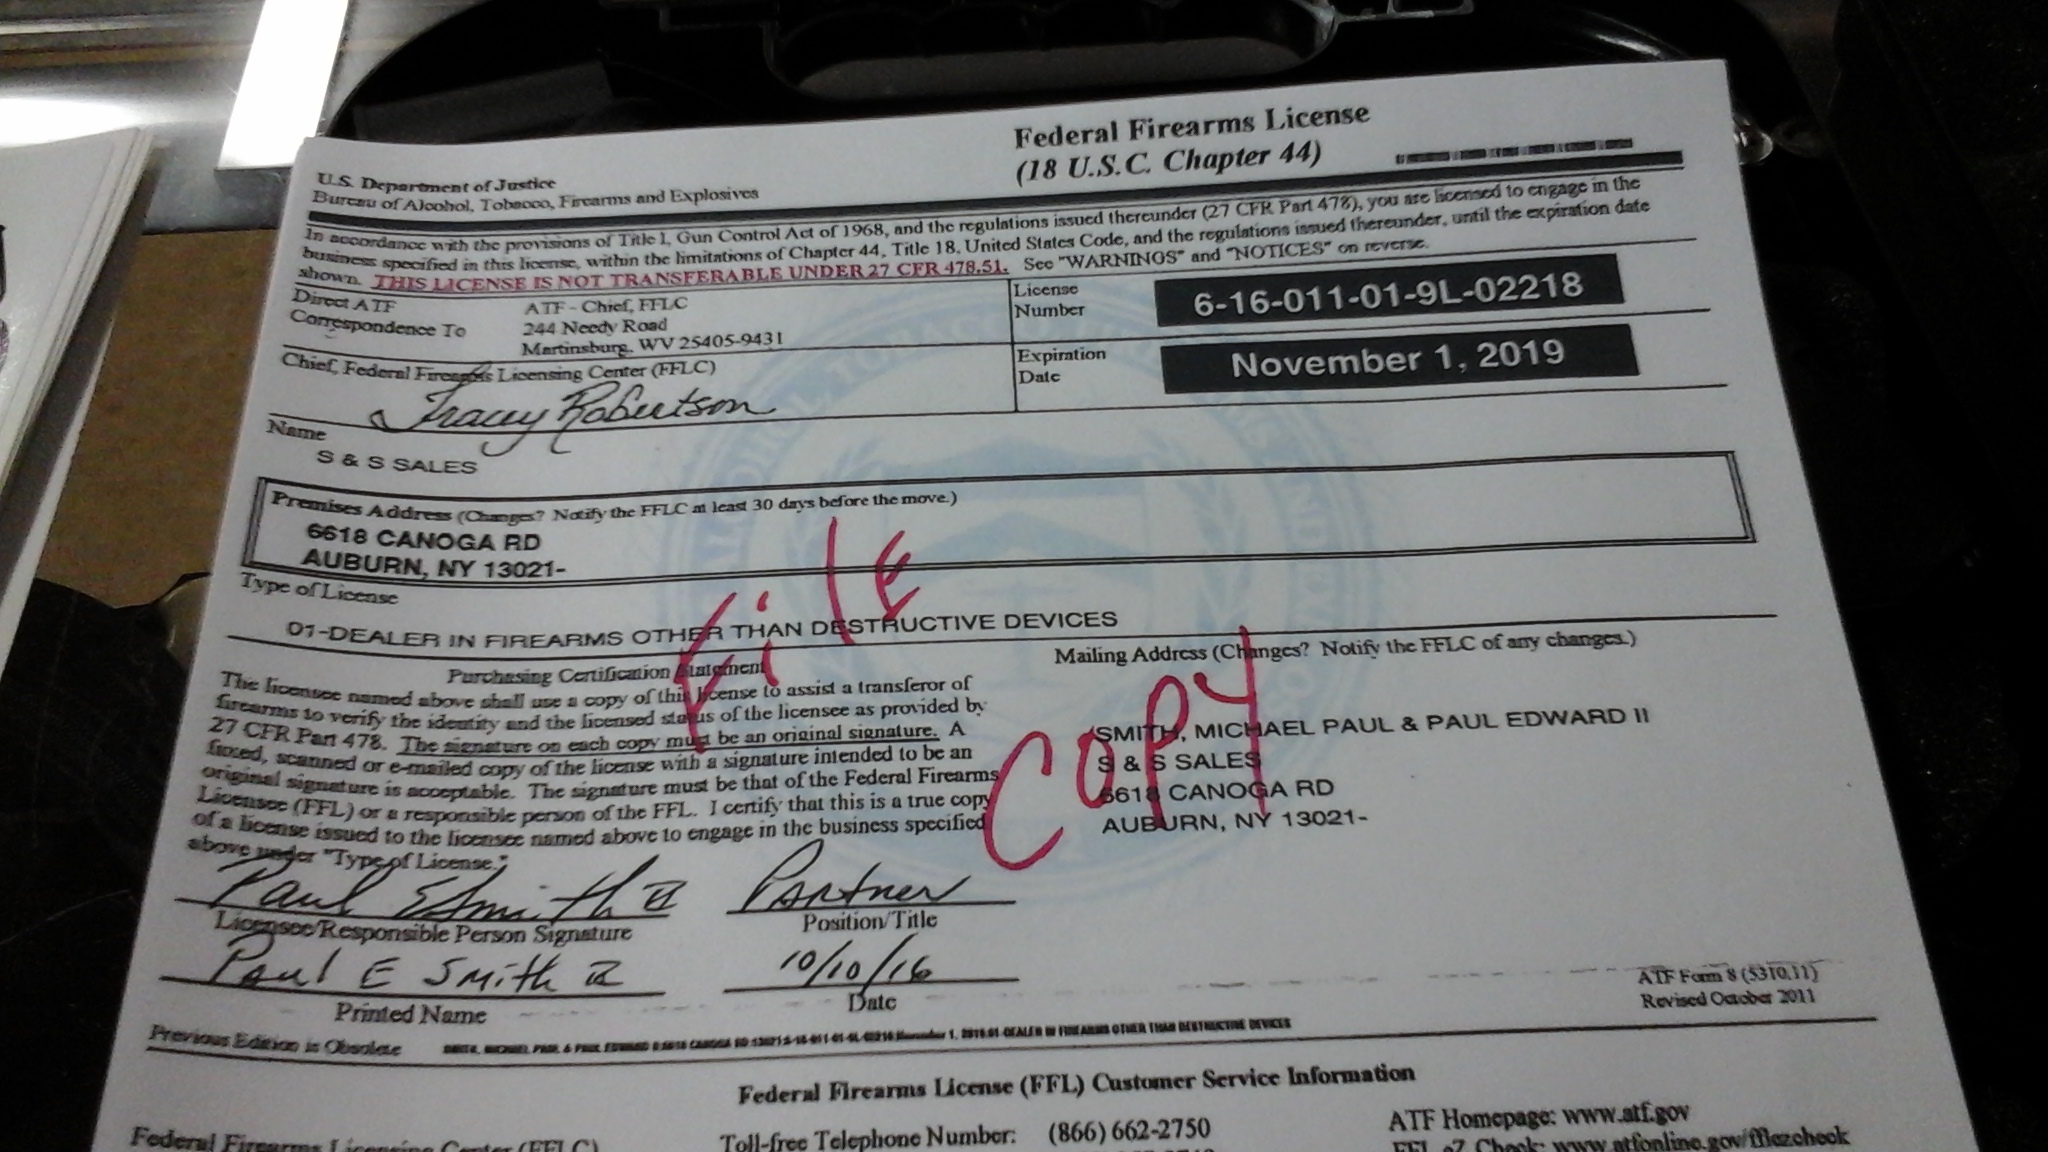 Federal Firearms License
(18 U.S.C. Chapter 44)
U.S. Department of Justice
Bureau of Alcohol, Tobacco, Firearms and Explosives
In accordance with the provisions of Title I, Gun Control Act of 1968, and the regulations issued thereunder (27 CFR Part 478), you are licensed to engage in the
business specified in this license, within the limitations of Chapter 44, Title 18, United States Code, and the regulations issued thereunder, until the expiration date
shown. THIS LICENSE IS NOT TRANSFERABLE UNDER 27 CFR 478.51. See "WARNINGS" and "NOTICES" on reverse.
Direct ATF
Correspondence To
ATF - Chief, FFLC
244 Needy Road
Martinsburg, WV 25405-9431
License
Number
6-16-011-01-9L-02218
Chief, Federal Firearms Licensing Center (FFLC)
Tracey Robertson
Expiration
Date
November 1, 2019
Name
S & S SALES
Premises Address (Changes? Notify the FFLC at least 30 days before the move.)
6618 CANOGA RD
AUBURN, NY 13021-
Type of License
01-DEALER IN FIREARMS OTHER THAN DESTRUCTIVE DEVICES
FilE
COPY
Purchasing Certification Statement
The licensee named above shall use a copy of this license to assist a transferor of
firearms to verify the identity and the licensed status of the licensee as provided by
27 CFR Part 478. The signature on each copy must be an original signature. A
faxed, scanned or e-mailed copy of the license with a signature intended to be an
original signature is acceptable. The signature must be that of the Federal Firearms
Licensee (FFL) or a responsible person of the FFL. I certify that this is a true copy
of a license issued to the licensee named above to engage in the business specified
above under "Type of License."
Mailing Address (Changes? Notify the FFLC of any changes.)
SMITH, MICHAEL PAUL & PAUL EDWARD II
S & S SALES
6618 CANOGA RD
AUBURN, NY 13021-
Paul E Smith II
Licensee/Responsible Person Signature
Partner
Position/Title
Paul E Smith II
Printed Name
10/10/16
Date
ATF Form 8 (5310.11)
Revised October 2011
Previous Edition is Obsolete
SMITH, MICHAEL PAUL & PAUL EDWARD II:6618 CANOGA RD:13021:6-16-011-01-9L-02218:November 1, 2019:01-DEALER IN FIREARMS OTHER THAN DESTRUCTIVE DEVICES
Federal Firearms License (FFL) Customer Service Information
Federal Firearms Licensing Center (FFLC)
Toll-free Telephone Number: (866) 662-2750
ATF Homepage: www.atf.gov
FFL eZ Check: www.atfonline.gov/fflezcheck